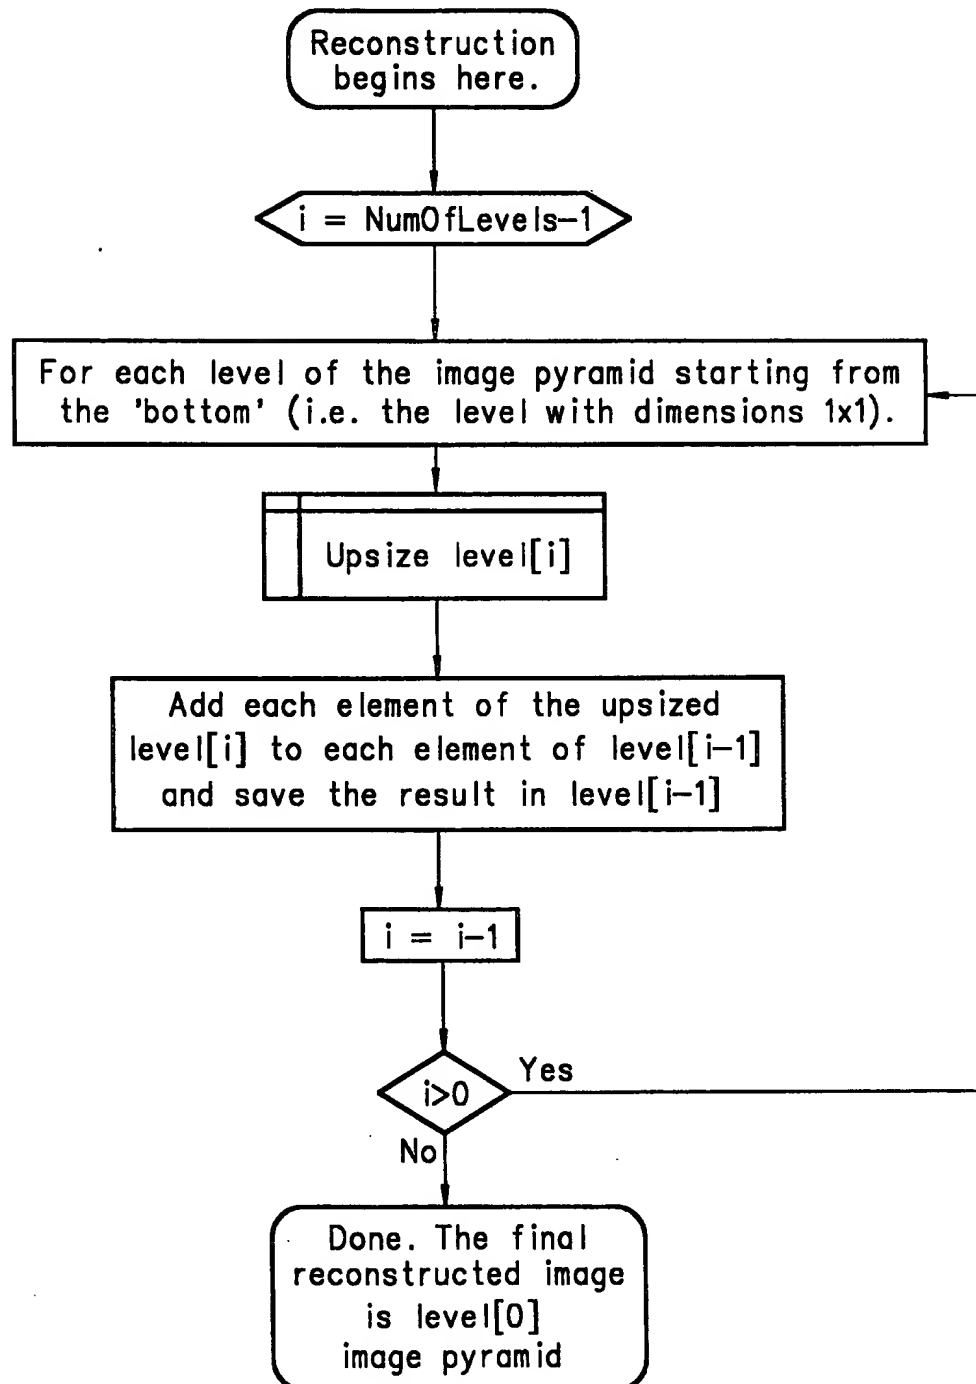 Reconstruction
begins here.
i = NumOfLevels-1
For each level of the image pyramid starting from
the 'bottom' (i.e. the level with dimensions 1x1).
Upsize level[i]
Add each element of the upsized
level[i] to each element of level[i-1]
and save the result in level[i-1]
i = i-1
i>0
Yes
No
Done. The final
reconstructed image
is level[0]
image pyramid